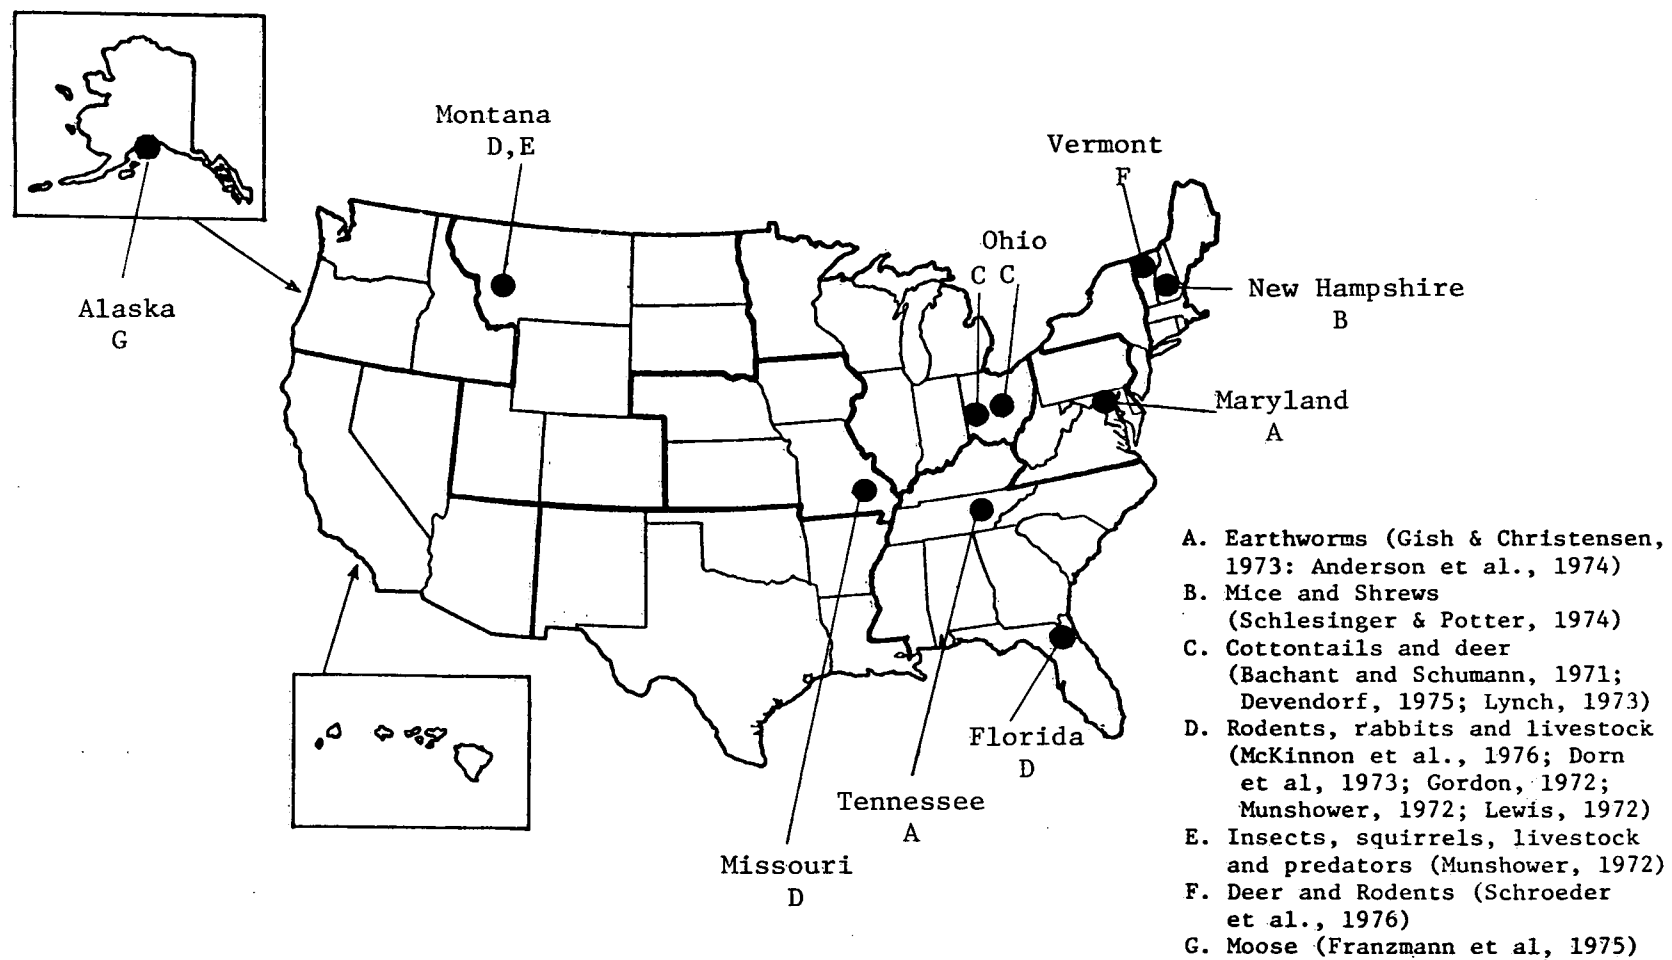 Montana
D,E
Vermont
F
Ohio
C C
New Hampshire
B
Alaska
G
Maryland
A
Florida
D
Tennessee
A
Missouri
D
A. Earthworms (Gish & Christensen,
1973: Anderson et al., 1974)
B. Mice and Shrews
(Schlesinger & Potter, 1974)
C. Cottontails and deer
(Bachant and Schumann, 1971;
Devendorf, 1975; Lynch, 1973)
D. Rodents, rabbits and livestock
(McKinnon et al., 1976; Dorn
et al, 1973; Gordon, 1972;
Munshower, 1972; Lewis, 1972)
E. Insects, squirrels, livestock
and predators (Munshower, 1972)
F. Deer and Rodents (Schroeder
et al., 1976)
G. Moose (Franzmann et al, 1975)